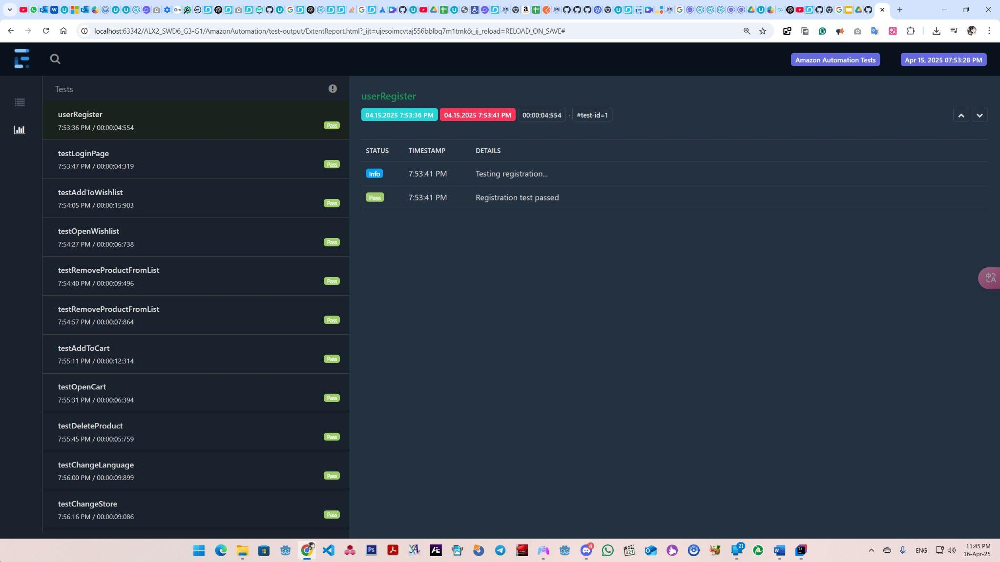 localhost:63342/ALX2_SWD6_G3-G1/AmazonAutomation/test-output/ExtentReport.html?_ijt=ujesoimcvtaj556bblbq7m1tmk&_ij_reload=RELOAD_ON_SAVE#
Amazon Automation Tests
Apr 15, 2025 07:53:28 PM
Tests
userRegister
7:53:36 PM / 00:00:04:554
Pass
testLoginPage
7:53:47 PM / 00:00:04:319
Pass
testAddToWishlist
7:54:05 PM / 00:00:15:903
Pass
testOpenWishlist
7:54:27 PM / 00:00:06:738
Pass
testRemoveProductFromList
7:54:40 PM / 00:00:09:496
Pass
testRemoveProductFromList
7:54:57 PM / 00:00:07:864
Pass
testAddToCart
7:55:11 PM / 00:00:12:314
Pass
testOpenCart
7:55:31 PM / 00:00:06:394
Pass
testDeleteProduct
7:55:45 PM / 00:00:05:759
Pass
testChangeLanguage
7:56:00 PM / 00:00:09:899
Pass
testChangeStore
7:56:16 PM / 00:00:09:086
Pass
userRegister
04.15.2025 7:53:36 PM 04.15.2025 7:53:41 PM 00:00:04:554 · #test-id=1
STATUS TIMESTAMP DETAILS
Info 7:53:41 PM Testing registration...
Pass 7:53:41 PM Registration test passed
ENG
11:45 PM
16-Apr-25